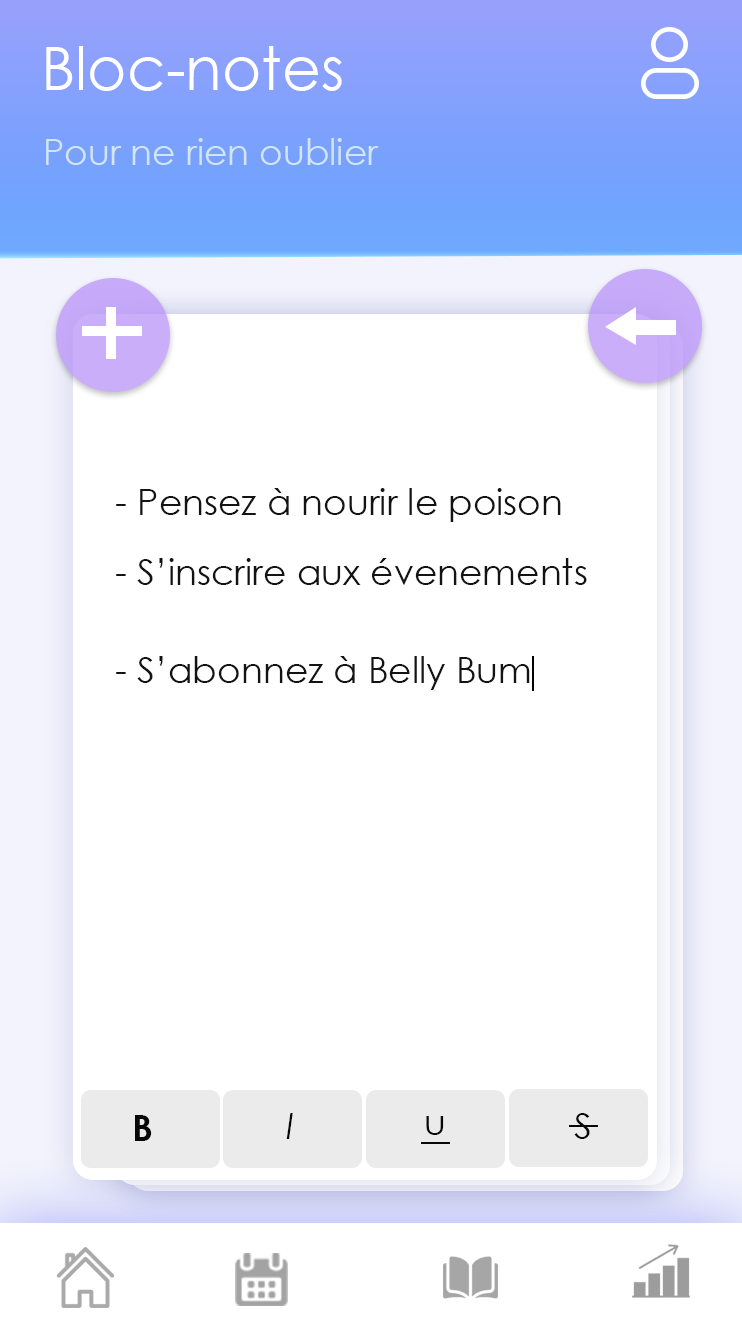 Bloc-notes
Pour ne rien oublier
- Pensez à nourir le poison
- S’inscrire aux évenements
- S’abonnez à Belly Bum
B I U S